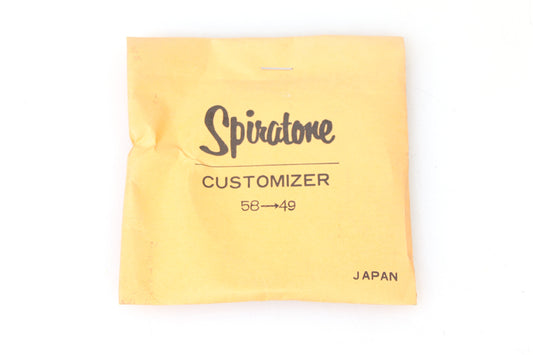 Spiratone
CUSTOMIZER
58→49
JAPAN